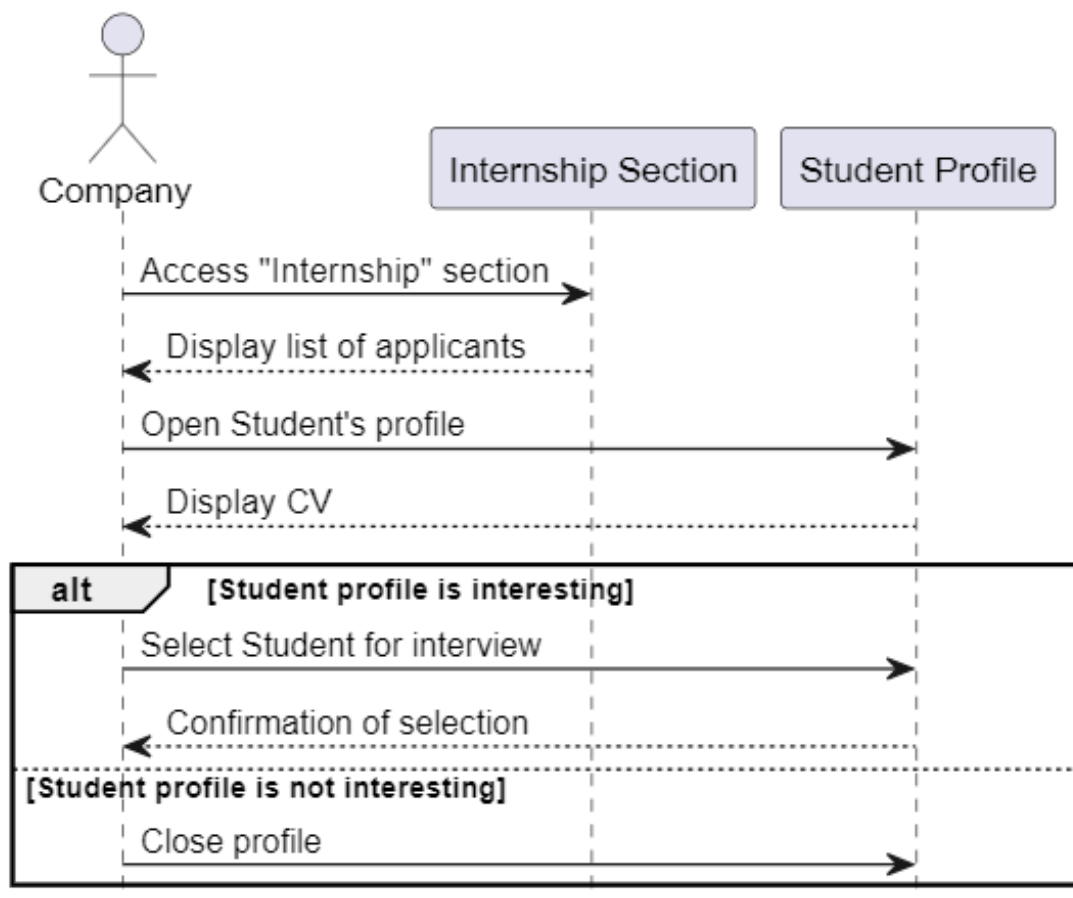 Company
Internship Section
Student Profile
Access "Internship" section
Display list of applicants
Open Student's profile
Display CV
alt
[Student profile is interesting]
Select Student for interview
Confirmation of selection
[Student profile is not interesting]
Close profile